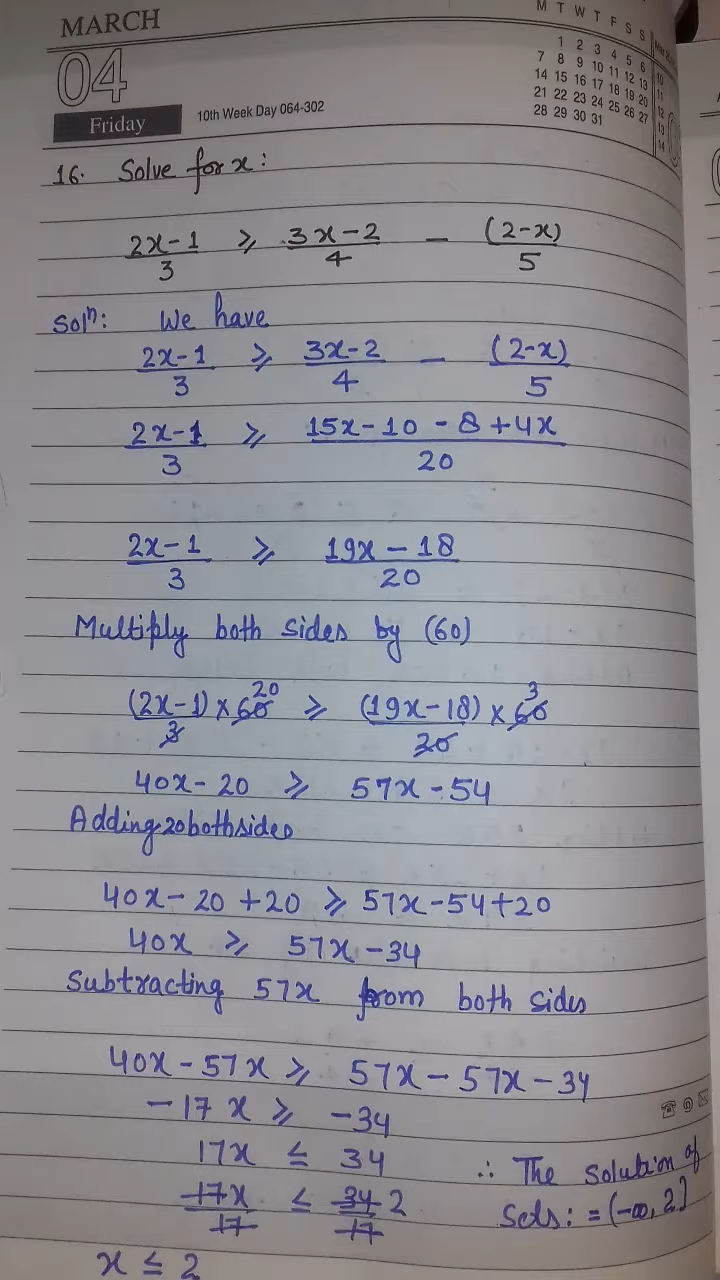 MARCH
04
Friday
10th Week Day 064-302
M T W T F S S
1 2 3 4 5 6
7 8 9 10 11 12 13
14 15 16 17 18 19 20
21 22 23 24 25 26 27
28 29 30 31
10
11
12
13
14
16. Solve for x:
(2x-1)/3 ≥ (3x-2)/4 - (2-x)/5
Solⁿ: We have
(2x-1)/3 ≥ (3x-2)/4 - (2-x)/5
(2x-1)/3 ≥ (15x-10-8+4x)/20
(2x-1)/3 ≥ (19x-18)/20
Multiply both sides by (60)
(2x-1)×60/3 20 ≥ (19x-18)×60/20 3
40x-20 ≥ 57x-54
Adding 20 both sides
40x-20+20 ≥ 57x-54+20
40x ≥ 57x-34
Subtracting 57x from both sides
40x-57x ≥ 57x-57x-34
-17x ≥ -34
17x ≤ 34
17x/17 ≤ 34/17 2
x ≤ 2
∴ The solution of
Sets: = (-∞, 2]